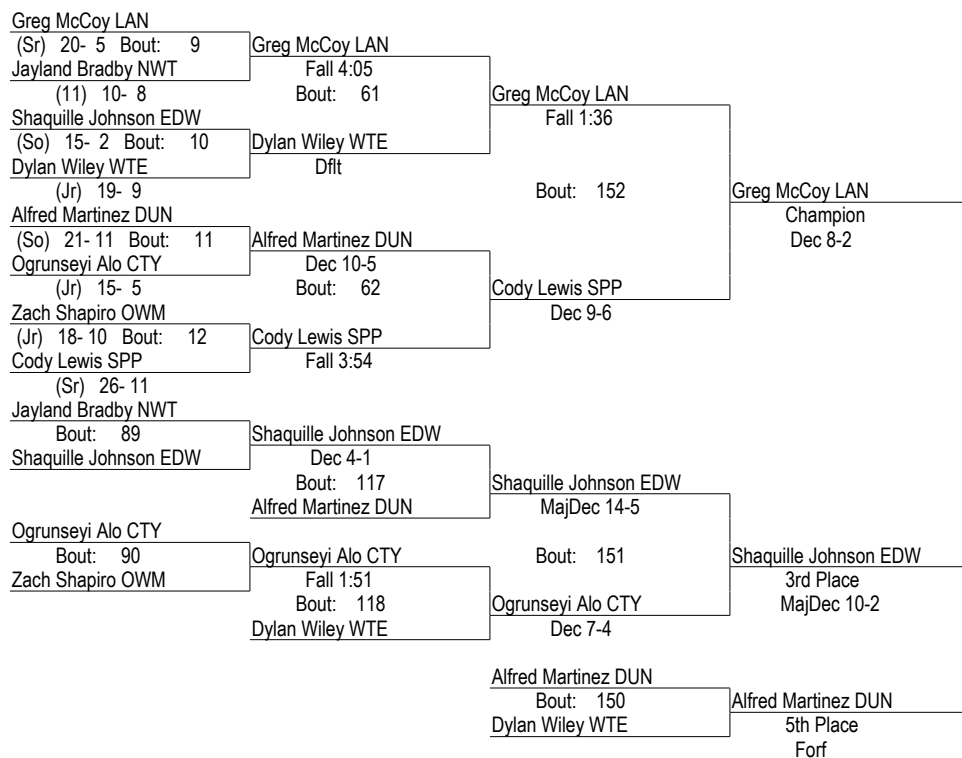 Greg McCoy LAN
(Sr) 20- 5 Bout: 9
Greg McCoy LAN
Jayland Bradby NWT
Fall 4:05
(11) 10- 8
Bout: 61
Greg McCoy LAN
Shaquille Johnson EDW
Fall 1:36
(So) 15- 2 Bout: 10
Dylan Wiley WTE
Dylan Wiley WTE
Dflt
(Jr) 19- 9
Bout: 152
Greg McCoy LAN
Alfred Martinez DUN
Champion
(So) 21- 11 Bout: 11
Alfred Martinez DUN
Dec 8-2
Ogrunseyi Alo CTY
Dec 10-5
(Jr) 15- 5
Bout: 62
Cody Lewis SPP
Zach Shapiro OWM
Dec 9-6
(Jr) 18- 10 Bout: 12
Cody Lewis SPP
Cody Lewis SPP
Fall 3:54
(Sr) 26- 11
Jayland Bradby NWT
Bout: 89
Shaquille Johnson EDW
Shaquille Johnson EDW
Dec 4-1
Bout: 117
Shaquille Johnson EDW
Alfred Martinez DUN
MajDec 14-5
Ogrunseyi Alo CTY
Bout: 90
Ogrunseyi Alo CTY
Bout: 151
Shaquille Johnson EDW
Zach Shapiro OWM
Fall 1:51
3rd Place
Bout: 118
Ogrunseyi Alo CTY
MajDec 10-2
Dylan Wiley WTE
Dec 7-4
Alfred Martinez DUN
Bout: 150
Alfred Martinez DUN
Dylan Wiley WTE
5th Place
Forf